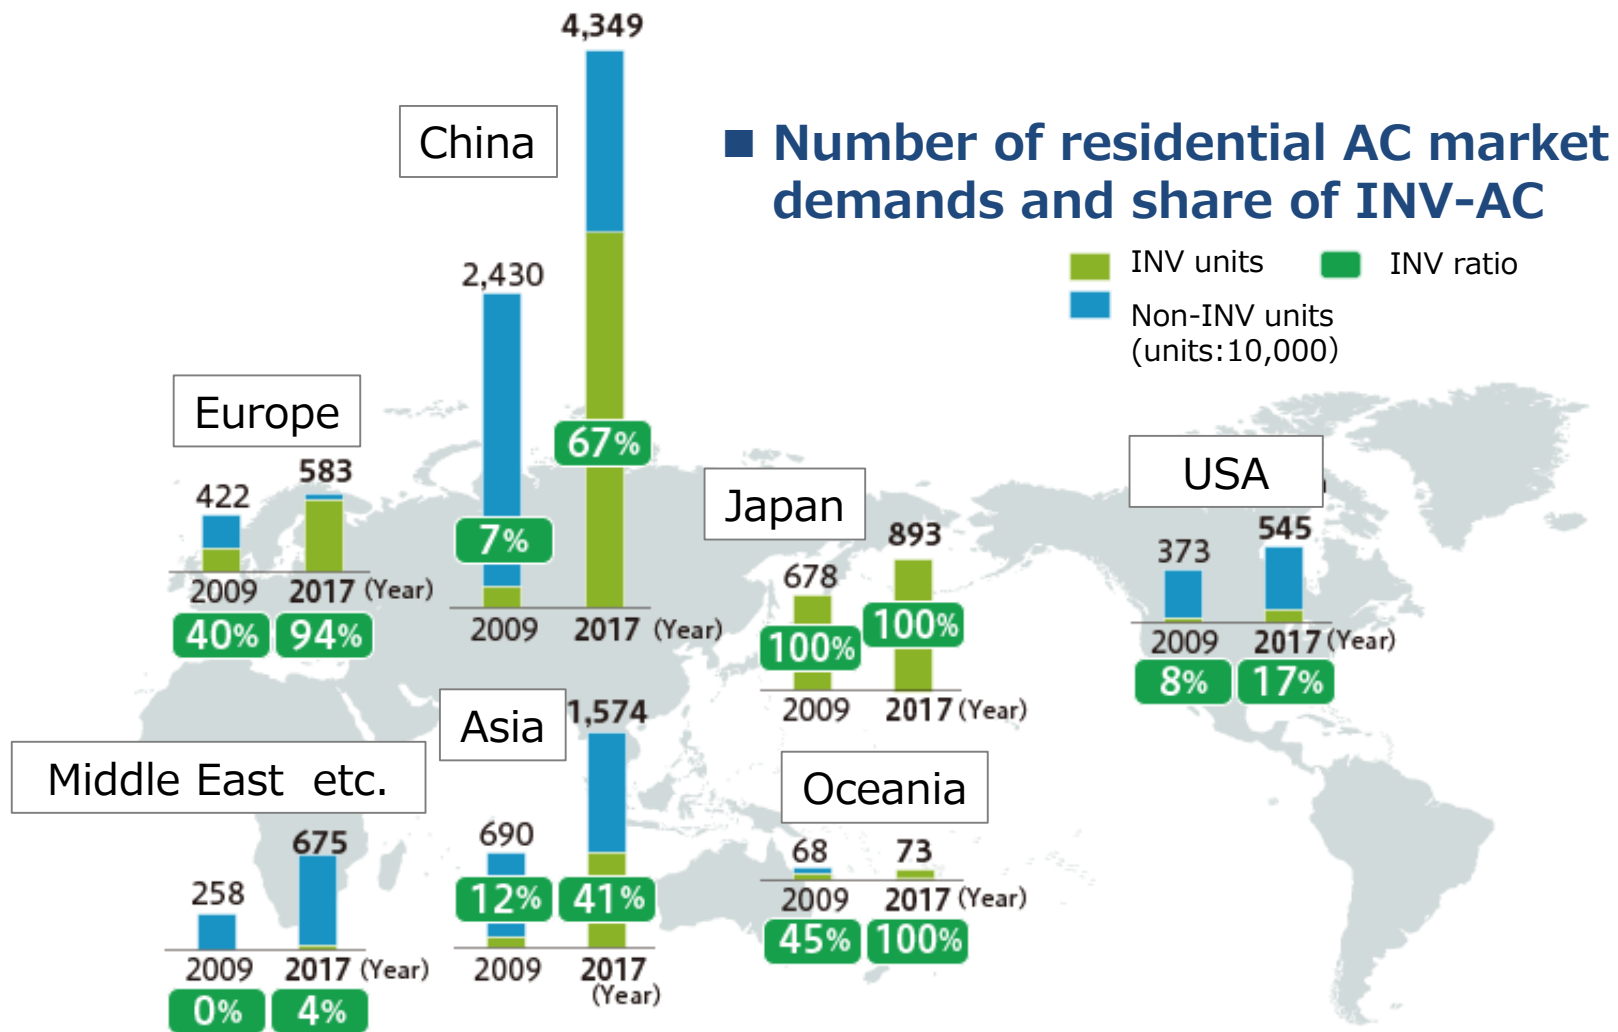 ■ Number of residential AC market
demands and share of INV-AC
INV units
INV ratio
Non-INV units
(units:10,000)
China
2,430
4,349
7%
67%
2009 2017 (Year)
Europe
422
583
2009 2017 (Year)
40% 94%
Japan
678
893
100% 100%
2009 2017 (Year)
USA
373
545
2009 2017 (Year)
8% 17%
Middle East etc.
258
675
2009 2017 (Year)
0% 4%
Asia
690
1,574
12% 41%
2009 2017
(Year)
Oceania
68 73
2009 2017 (Year)
45% 100%